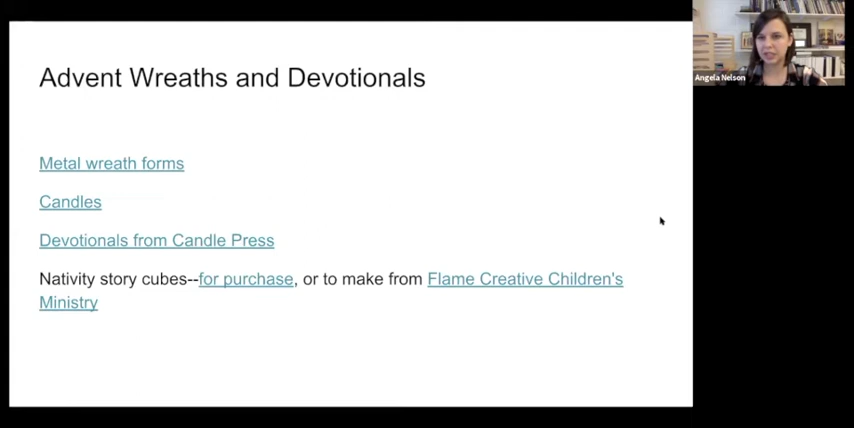 Advent Wreaths and Devotionals
Metal wreath forms
Candles
Devotionals from Candle Press
Nativity story cubes--for purchase, or to make from Flame Creative Children's
Ministry
Angela Nelson